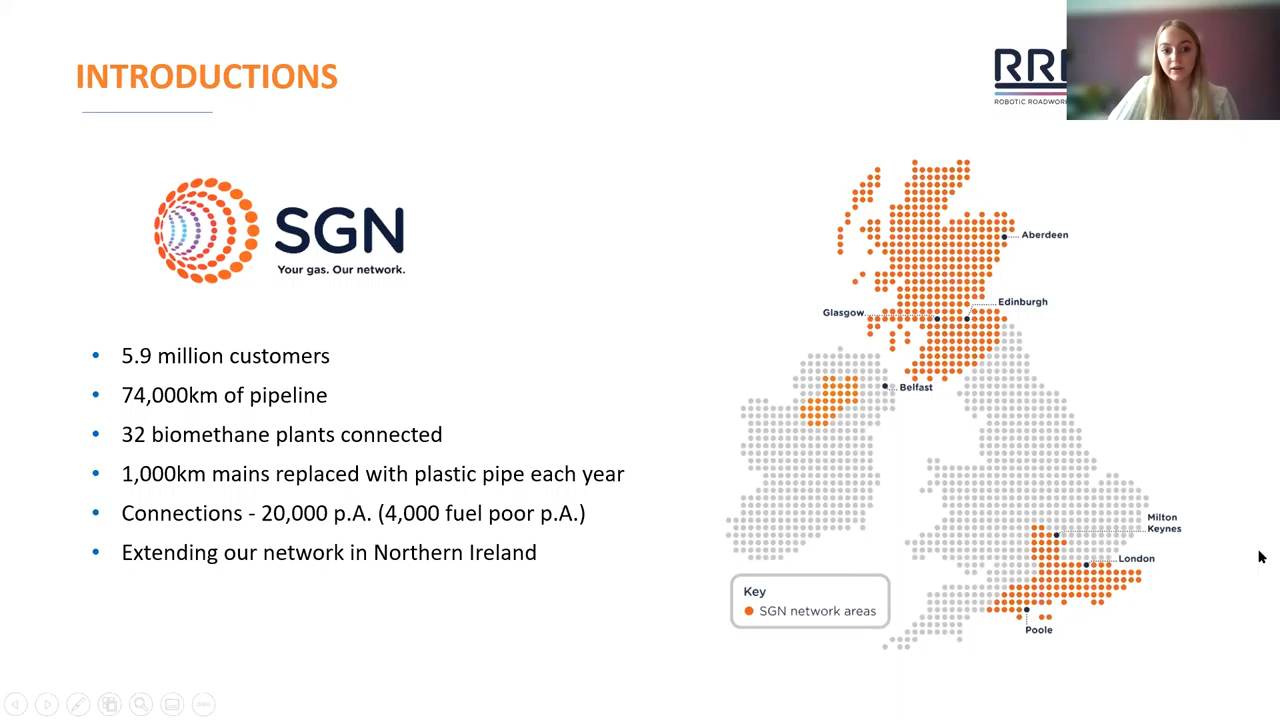 INTRODUCTIONS
RR
ROBOTIC
SGN
Your gas. Our network.
• 5.9 million customers
• 74,000km of pipeline
• 32 biomethane plants connected
• 1,000km mains replaced with plastic pipe each year
• Connections - 20,000 p.A. (4,000 fuel poor p.A.)
• Extending our network in Northern Ireland
Aberdeen
Edinburgh
Glasgow
Belfast
Milton
Keynes
London
Poole
Key
SGN network areas